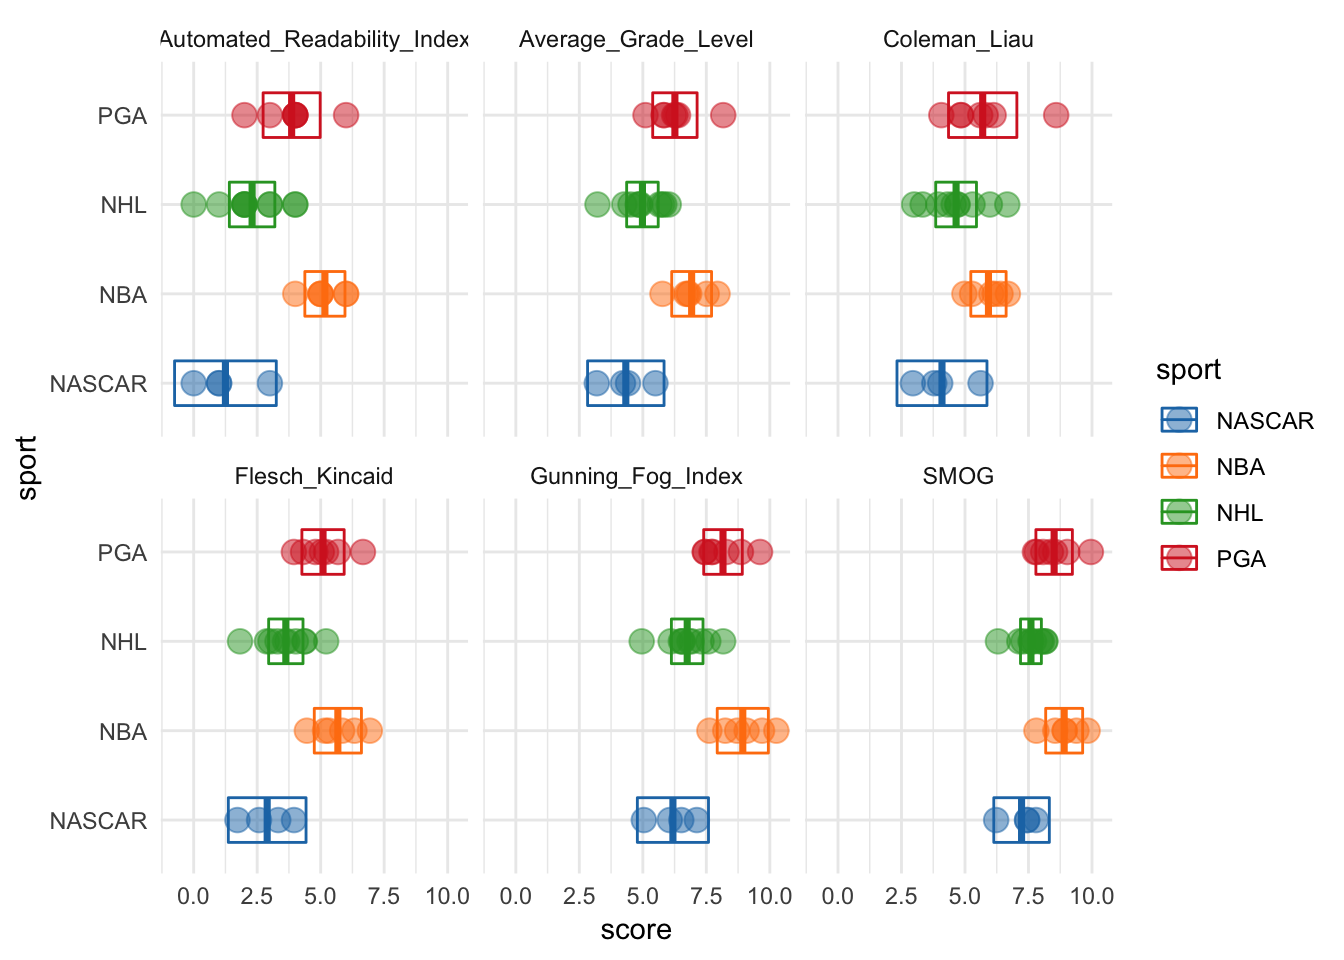 Automated_Readability_Index
Average_Grade_Level
Coleman_Liau
PGA
NHL
NBA
NASCAR
Flesch_Kincaid
Gunning_Fog_Index
SMOG
PGA
NHL
NBA
NASCAR
0.0 2.5 5.0 7.5 10.0
0.0 2.5 5.0 7.5 10.0
0.0 2.5 5.0 7.5 10.0
score
sport
sport
NASCAR
NBA
NHL
PGA